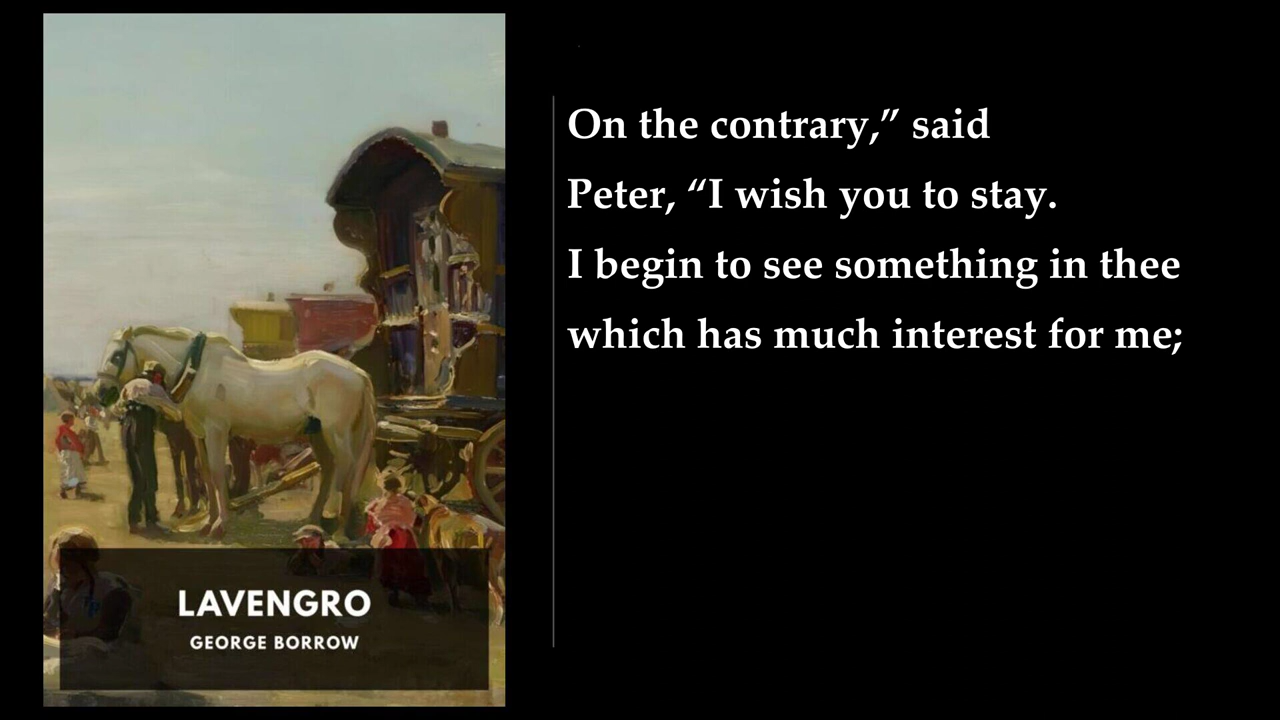 On the contrary,” said
Peter, “I wish you to stay.
I begin to see something in thee
which has much interest for me;
LAVENGRO
GEORGE BORROW